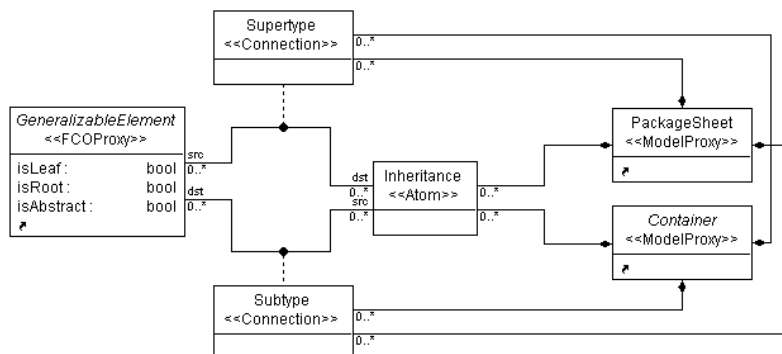 Supertype
<<Connection>>
0..*
0..*
GeneralizableElement
<<FCOProxy>>
isLeaf : bool
isRoot : bool
isAbstract : bool
src
0..*
dst
0..*
dst
0..*
src
0..*
Inheritance
<<Atom>>
0..*
0..*
PackageSheet
<<ModelProxy>>
Container
<<ModelProxy>>
Subtype
<<Connection>>
0..*
0..*